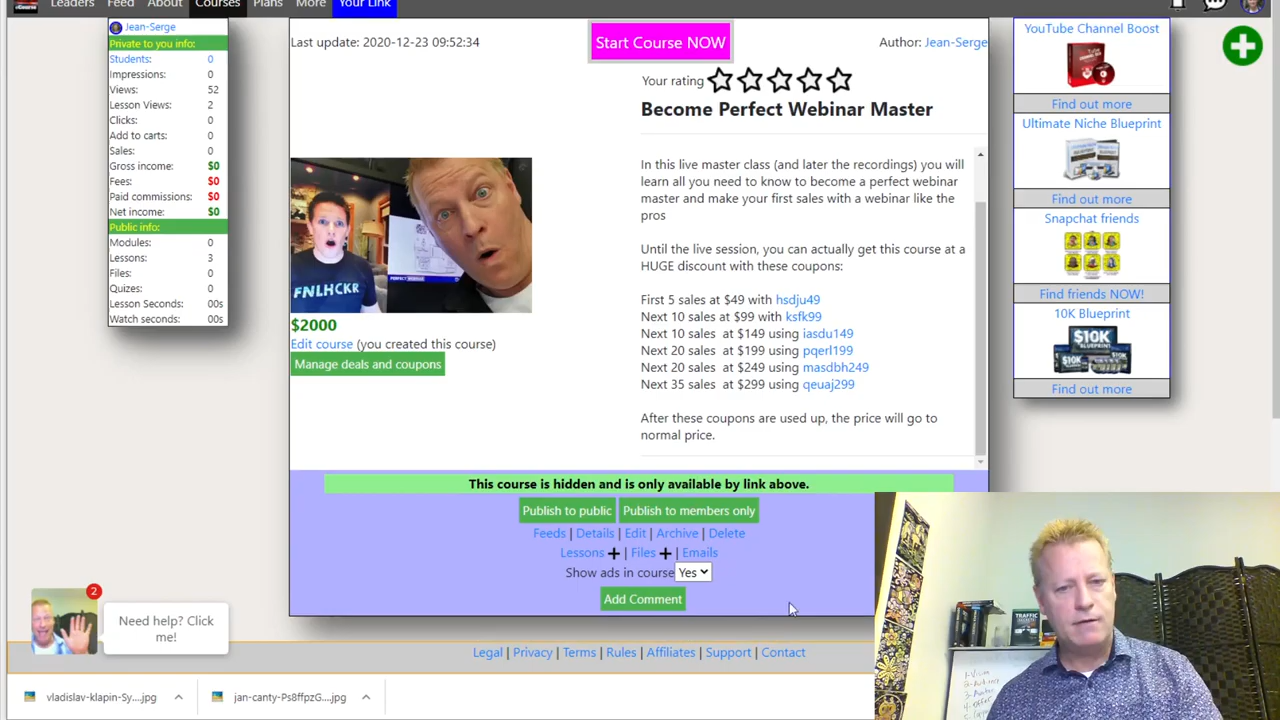 Leaders Feed About Courses Plans More Your Link
Jean-Serge
Private to you info:
Students: 0
Impressions: 0
Views: 52
Lesson Views: 2
Clicks: 0
Add to carts: 0
Sales: 0
Gross income: $0
Fees: $0
Paid commissions: $0
Net income: $0
Public info:
Modules: 0
Lessons: 3
Files: 0
Quizes: 0
Lesson Seconds: 00s
Watch seconds: 00s
Last update: 2020-12-23 09:52:34
Start Course NOW
Author: Jean-Serge
Your rating
Become Perfect Webinar Master
FNLHCKR
$2000
Edit course (you created this course)
Manage deals and coupons
In this live master class (and later the recordings) you will
learn all you need to know to become a perfect webinar
master and make your first sales with a webinar like the
pros
Until the live session, you can actually get this course at a
HUGE discount with these coupons:
First 5 sales at $49 with hsdju49
Next 10 sales at $99 with ksfk99
Next 10 sales at $149 using iasdu149
Next 20 sales at $199 using pqerl199
Next 20 sales at $249 using masdbh249
Next 35 sales at $299 using qeuaj299
After these coupons are used up, the price will go to
normal price.
This course is hidden and is only available by link above.
Publish to public Publish to members only
Feeds | Details | Edit | Archive | Delete
Lessons + | Files + | Emails
Show ads in course Yes
Add Comment
YouTube Channel Boost
Find out more
Ultimate Niche Blueprint
Find out more
Snapchat friends
Find friends NOW!
10K Blueprint
$10K
BLUEPRINT
Find out more
2
Need help? Click
me!
Legal | Privacy | Terms | Rules | Affiliates | Support | Contact
vladislav-klapin-Sy....jpg
jan-canty-Ps8ffpzG....jpg
TRAFFIC